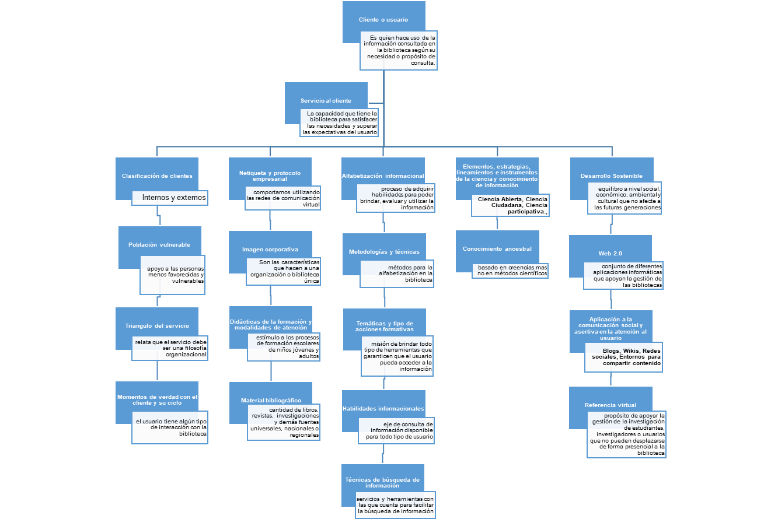 Cliente o usuario
Es quien hace uso de la
información consultada en
la biblioteca según su
necesidad o propósito de
consulta.
Servicio al cliente
La capacidad que tiene la
biblioteca para satisfacer
las necesidades y superar
las expectativas del usuario
Clasificación de clientes
Internos y externos
Población vulnerable
apoyo a las personas
menos favorecidas y
vulnerables
Triangulo del servicio
relata que el servicio debe
ser una filosofía
organizacional
Momentos de verdad con el
cliente y su ciclo
el usuario tiene algún tipo
de interacción con la
biblioteca
Netiqueta y protocolo
empresarial
comportarnos utilizando
las redes de comunicación
virtual
Imagen corporativa
Son las características
que hacen a una
organización o biblioteca
única
Didácticas de la formación y
modalidades de atención
estímulo a los procesos
de formación escolares
de niños jóvenes y
adultos
Material bibliográfico
cantidad de libros,
revistas, investigaciones
y demás fuentes
universales, nacionales o
regionales
Alfabetización informacional
proceso de adquirir
habilidades para poder
brindar, evaluar y utilizar la
información
Metodologías y técnicas
métodos para la
alfabetización en la
biblioteca
Temáticas y tipo de
acciones formativas
misión de brindar todo
tipo de herramientas que
garanticen que el usuario
pueda acceder a la
información
Habilidades informacionales
eje de consulta de
información disponible
para todo tipo de usuario
Técnicas de búsqueda de
información
servicios y herramientas con
las que cuenta para facilitar
la búsqueda de información
Elementos, estrategias,
lineamientos e instrumentos
de la ciencia y conocimiento
de información
Ciencia Abierta, Ciencia
Ciudadana, Ciencia
participativa.,
Conocimiento ancestral
basado en creencias mas
no en métodos científicos
Desarrollo Sostenible
equilibro a nivel social,
económico, ambiental y
cultural que no afecte a
las futuras generaciones
Web 2.0
conjunto de diferentes
aplicaciones informáticas
que apoyan la gestión de
las bibliotecas
Aplicación a la
comunicación social y
asertiva en la atención al
usuario
Blogs, Wikis, Redes
sociales, Entornos para
compartir contenido
Referencia virtual
propósito de apoyar la
gestión de la investigación
de estudiantes,
investigadores o usuarios
que no pueden desplazarse
de forma presencial a la
biblioteca